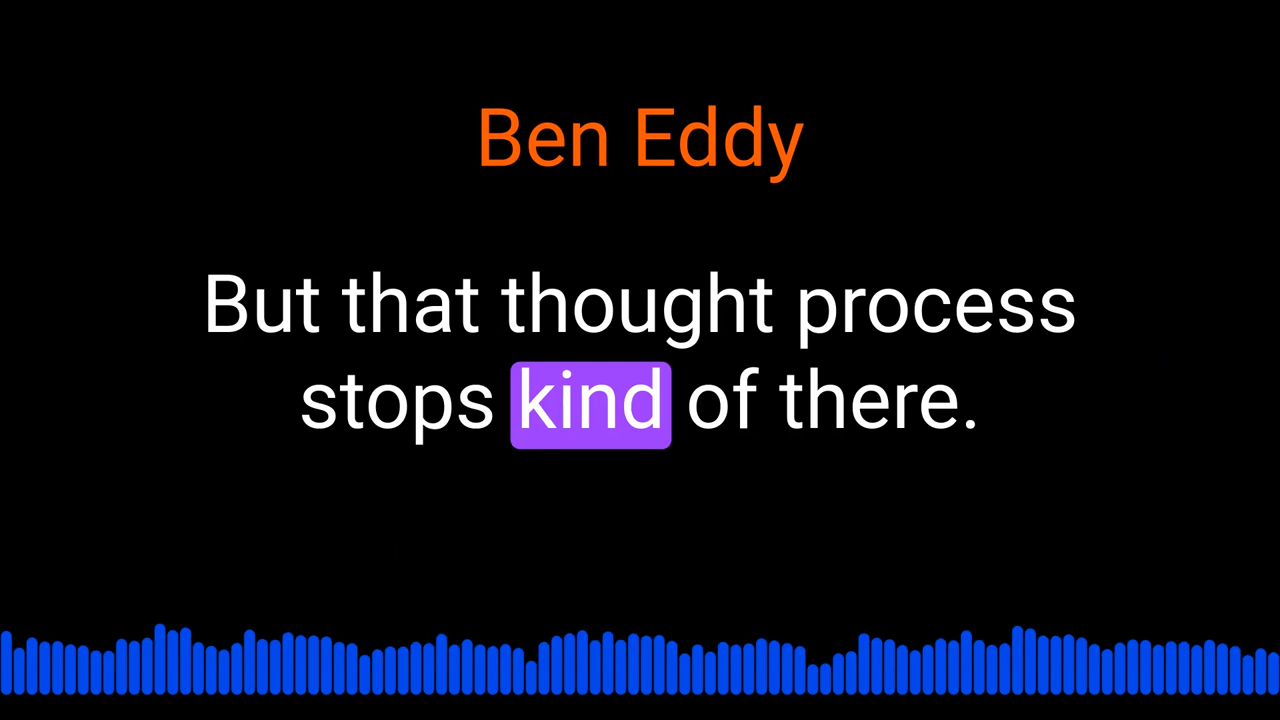 Ben Eddy
But that thought process
stops kind of there.